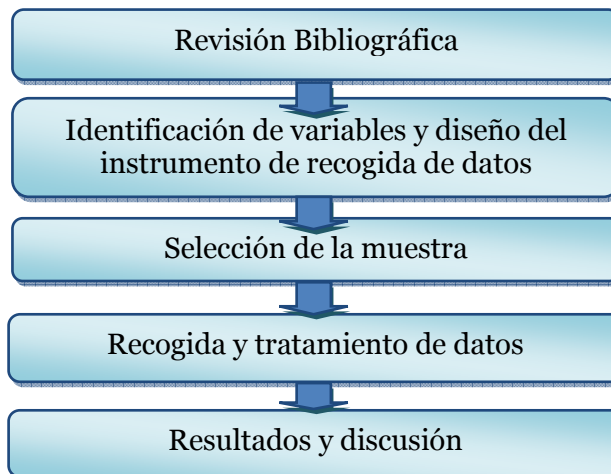 Revisión Bibliográfica
Identificación de variables y diseño del
instrumento de recogida de datos
Selección de la muestra
Recogida y tratamiento de datos
Resultados y discusión